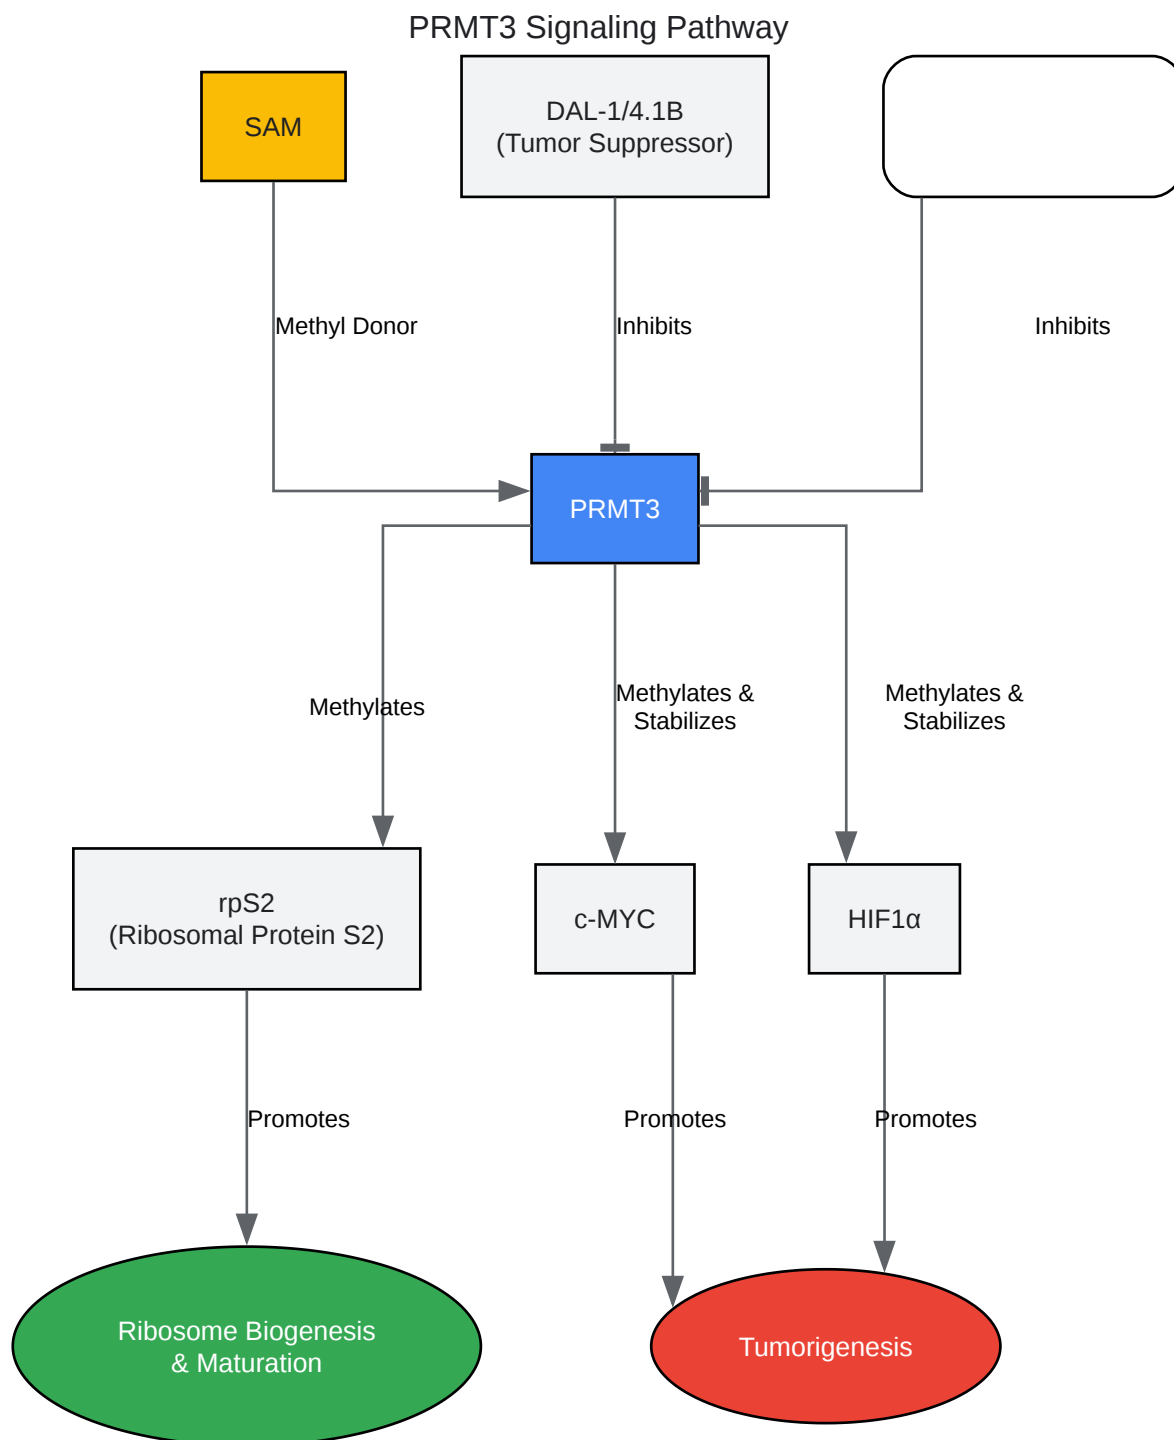 PRMT3 Signaling Pathway
SAM
DAL-1/4.1B
(Tumor Suppressor)
Methyl Donor
Inhibits
Inhibits
PRMT3
Methylates
Methylates &
Stabilizes
Methylates &
Stabilizes
rpS2
(Ribosomal Protein S2)
c-MYC
HIF1α
Promotes
Promotes
Promotes
Ribosome Biogenesis
& Maturation
Tumorigenesis